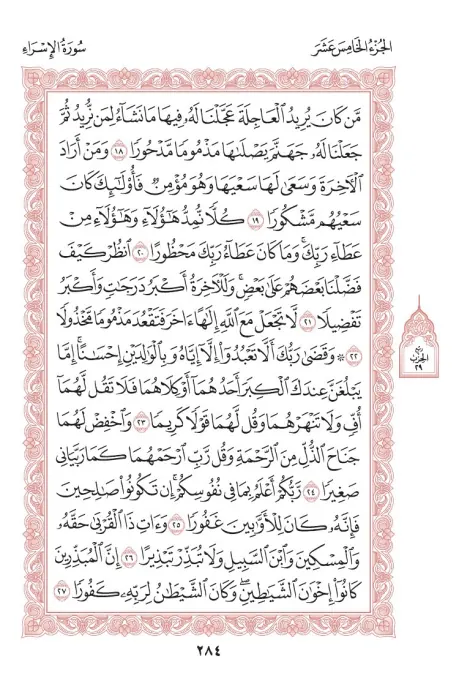 الجزء الخامس عشر
سورة الإسراء
مَّن كَانَ يُرِيدُ ٱلْعَاجِلَةَ عَجَّلْنَا لَهُۥ فِيهَا مَا نَشَآءُ لِمَن نُّرِيدُ ثُمَّ
جَعَلْنَا لَهُۥ جَهَنَّمَ يَصْلَىٰهَا مَذْمُومًا مَّدْحُورًا ١٨ وَمَنْ أَرَادَ
ٱلْأَخِرَةَ وَسَعَىٰ لَهَا سَعْيَهَا وَهُوَ مُؤْمِنٌ فَأُو۟لَٰٓئِكَ كَانَ
سَعْيُهُم مَّشْكُورًا ١٩ كُلًّا نُّمِدُّ هَٰٓؤُلَآءِ وَهَٰٓؤُلَآءِ مِنْ
عَطَآءِ رَبِّكَ ۚ وَمَا كَانَ عَطَآءُ رَبِّكَ مَحْظُورًا ٢٠ ٱنظُرْ كَيْفَ
فَضَّلْنَا بَعْضَهُمْ عَلَىٰ بَعْضٍ ۚ وَلَلْأَخِرَةُ أَكْبَرُ دَرَجَٰتٍ وَأَكْبَرُ
تَفْضِيلًا ٢١ لَّا تَجْعَلْ مَعَ ٱللَّهِ إِلَٰهًا ءَاخَرَ فَتَقْعُدَ مَذْمُومًا مَّخْذُولًا
٢٢ ۞ وَقَضَىٰ رَبُّكَ أَلَّا تَعْبُدُوٓا۟ إِلَّآ إِيَّاهُ وَبِٱلْوَٰلِدَيْنِ إِحْسَٰنًا ۚ إِمَّا
يَبْلُغَنَّ عِندَكَ ٱلْكِبَرَ أَحَدُهُمَآ أَوْ كِلَاهُمَا فَلَا تَقُل لَّهُمَآ
أُفٍّ وَلَا تَنْهَرْهُمَا وَقُل لَّهُمَا قَوْلًا كَرِيمًا ٢٣ وَٱخْفِضْ لَهُمَا
جَنَاحَ ٱلذُّلِّ مِنَ ٱلرَّحْمَةِ وَقُل رَّبِّ ٱرْحَمْهُمَا كَمَا رَبَّيَانِى
صَغِيرًا ٢٤ رَّبُّكُمْ أَعْلَمُ بِمَا فِى نُفُوسِكُمْ ۚ إِن تَكُونُوا۟ صَٰلِحِينَ
فَإِنَّهُۥ كَانَ لِلْأَوَّٰبِينَ غَفُورًا ٢٥ وَءَاتِ ذَا ٱلْقُرْبَىٰ حَقَّهُۥ
وَٱلْمِسْكِينَ وَٱبْنَ ٱلسَّبِيلِ وَلَا تُبَذِّرْ تَبْذِيرًا ٢٦ إِنَّ ٱلْمُبَذِّرِينَ
كَانُوٓا۟ إِخْوَٰنَ ٱلشَّيَٰطِينِ ۖ وَكَانَ ٱلشَّيْطَٰنُ لِرَبِّهِۦ كَفُورًا ٢٧
ربع
الحزب
٢٩
٢٨٤